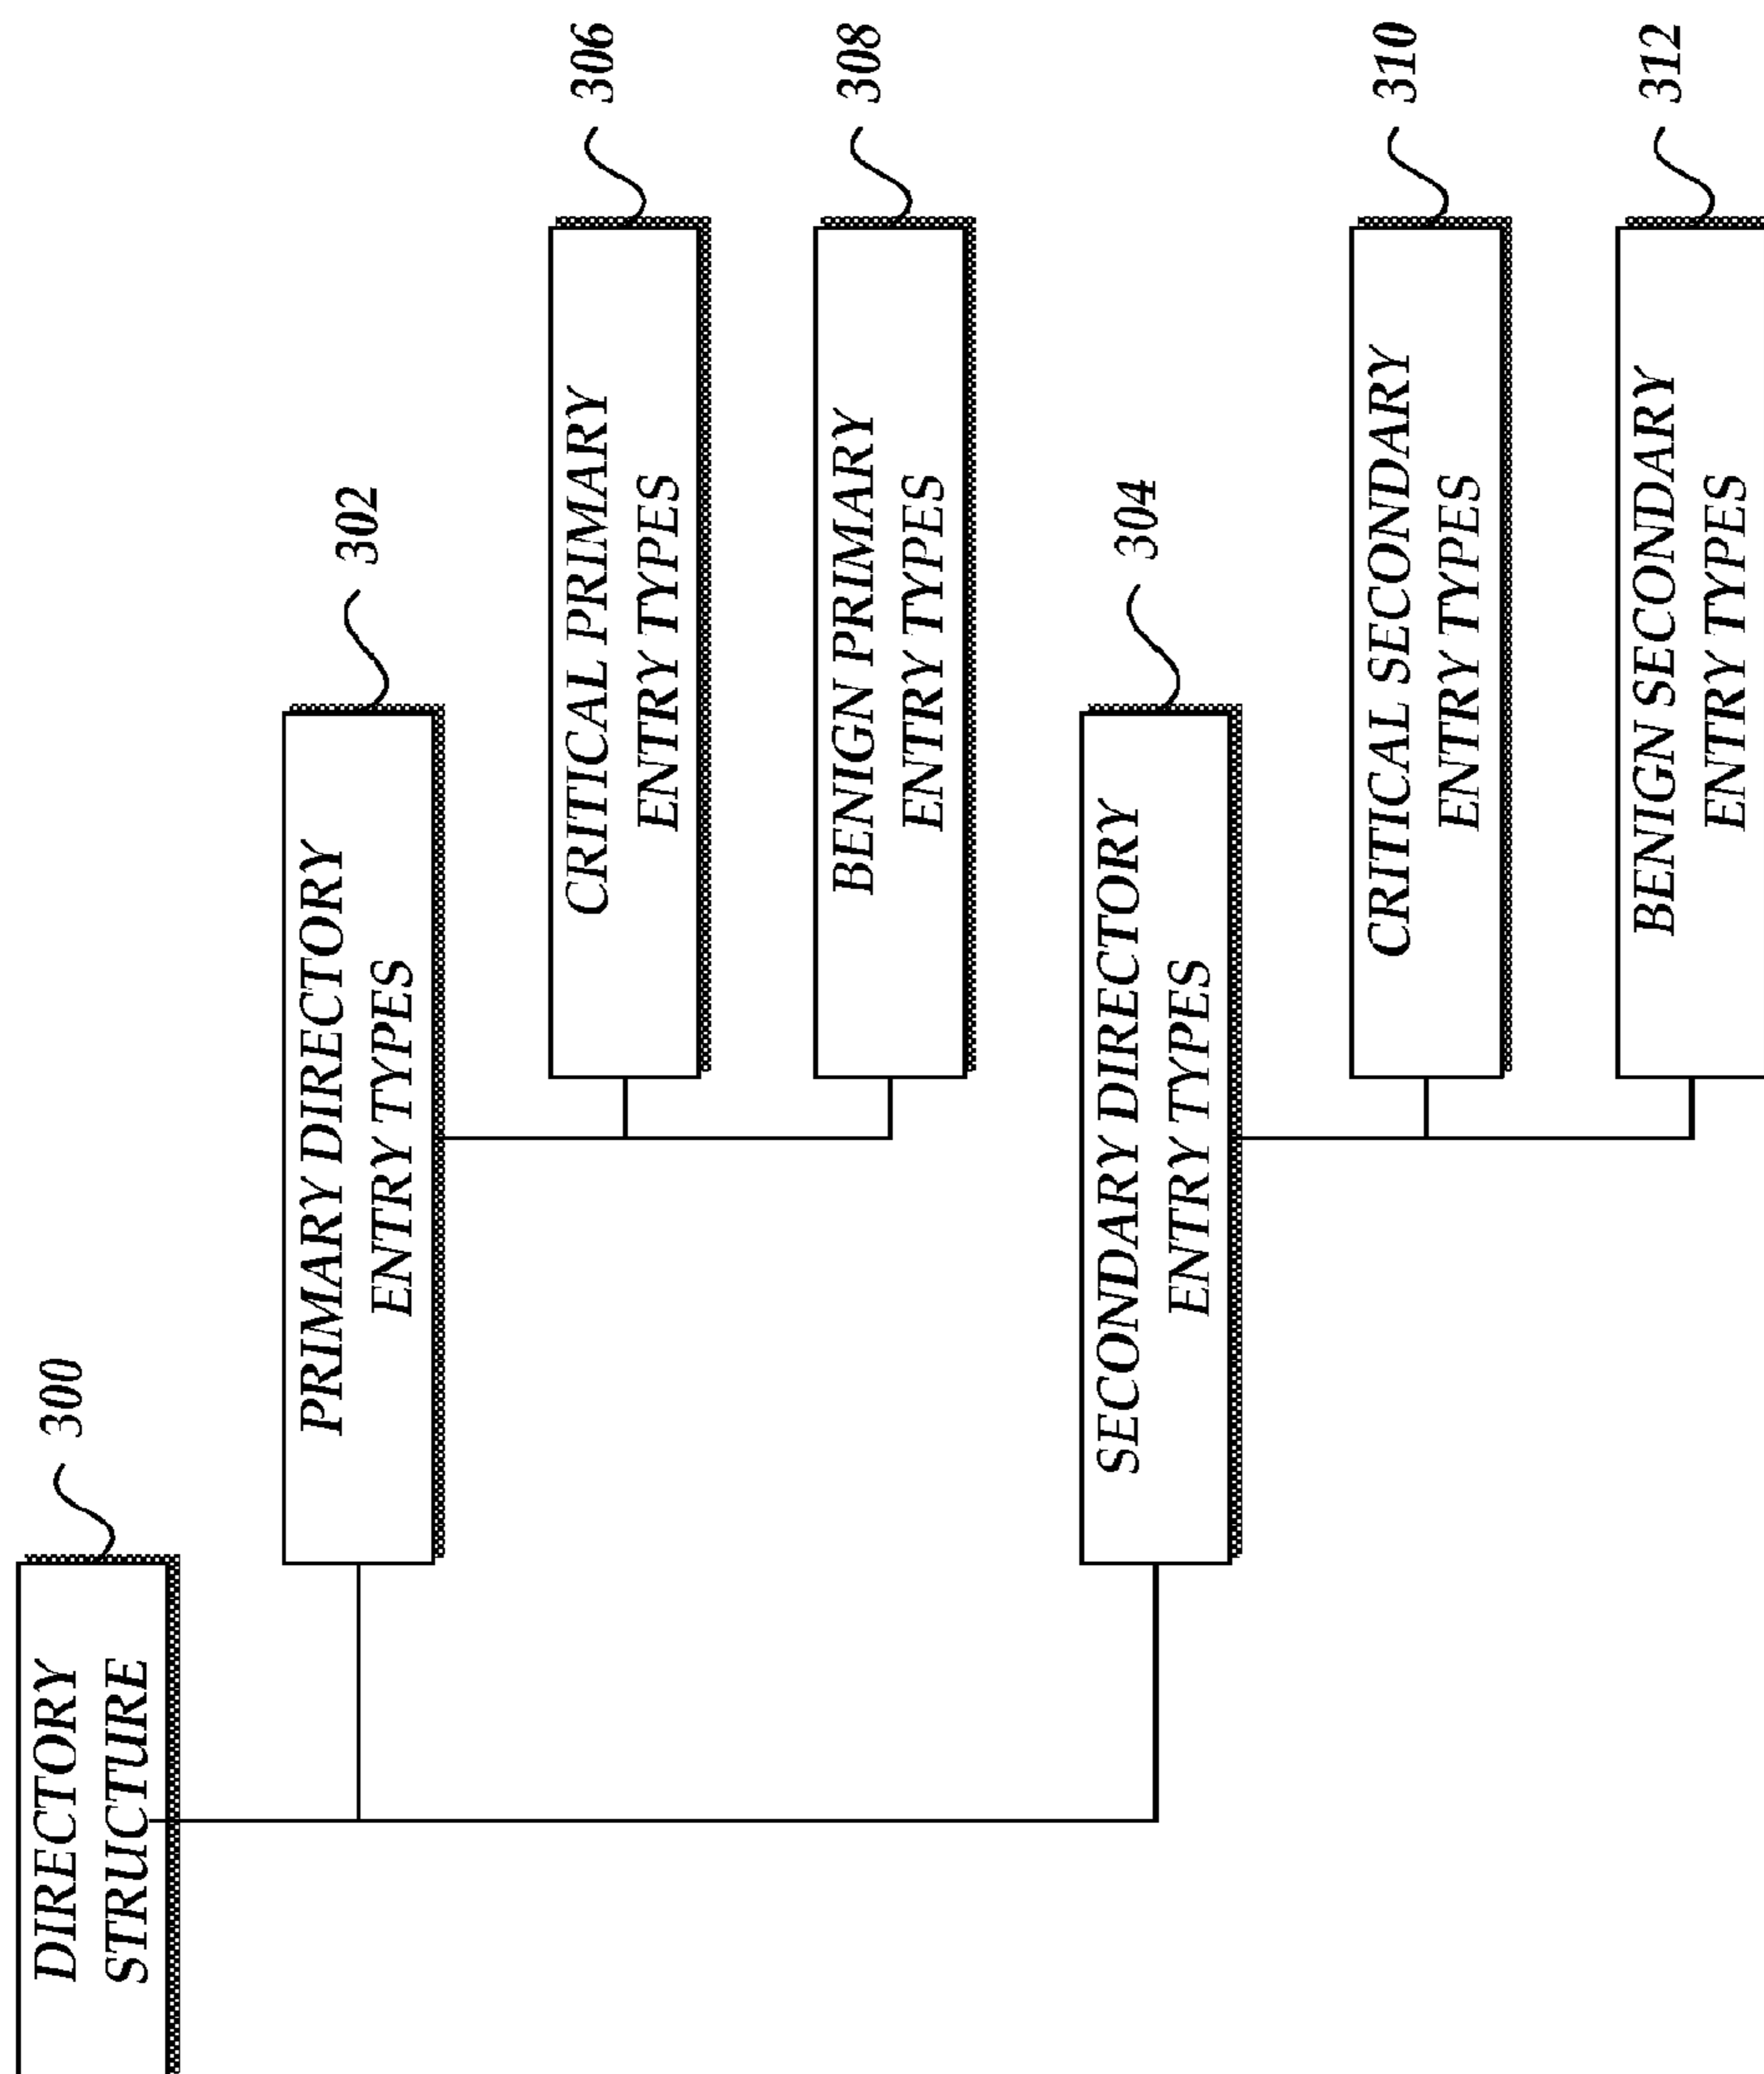 300
DIRECTORY
STRUCTURE
302
PRIMARY DIRECTORY
ENTRY TYPES
306
CRITICAL PRIMARY
ENTRY TYPES
308
BENIGN PRIMARY
ENTRY TYPES
304
SECONDARY DIRECTORY
ENTRY TYPES
310
CRITICAL SECONDARY
ENTRY TYPES
312
BENIGN SECONDARY
ENTRY TYPES